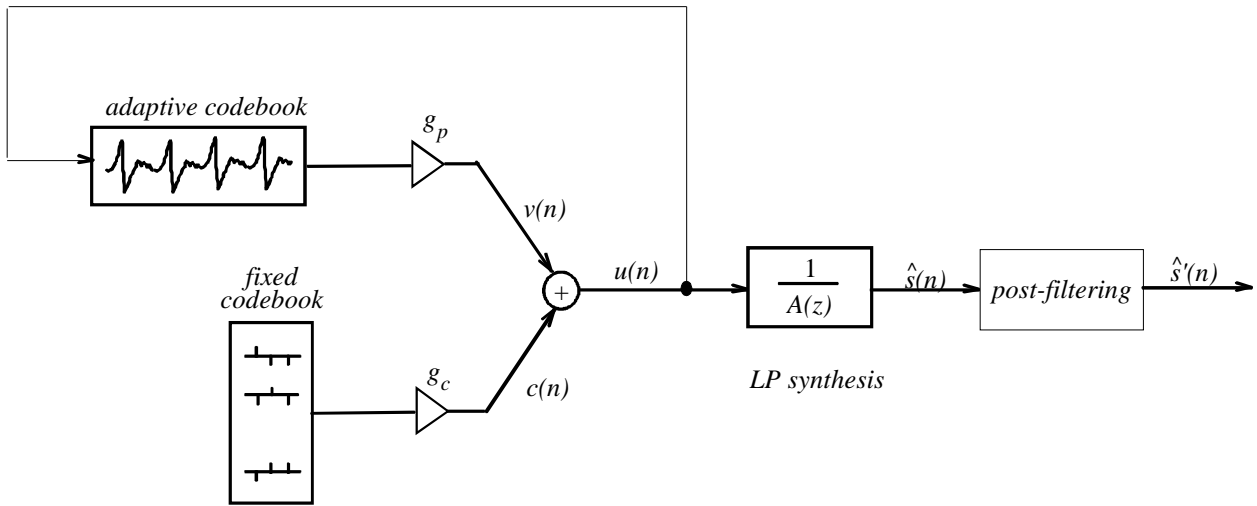 adaptive codebook
g_p
v(n)
fixed
codebook
g_c
c(n)
+
u(n)
1
A(z)
LP synthesis
ŝ(n)
post-filtering
ŝ'(n)